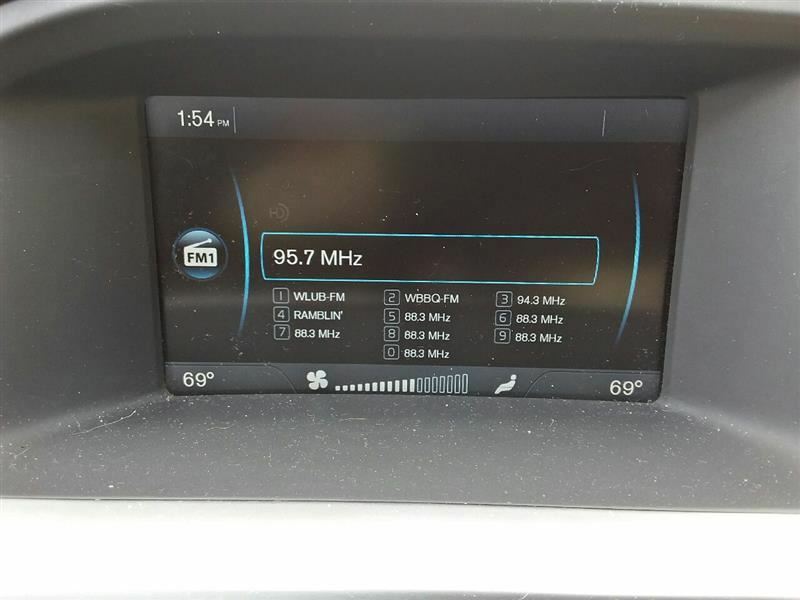 1:54 PM
HD
FM1
95.7 MHz
1 WLUB-FM 2 WBBQ-FM 3 94.3 MHz
4 RAMBLIN' 5 88.3 MHz 6 88.3 MHz
7 88.3 MHz 8 88.3 MHz 9 88.3 MHz
0 88.3 MHz
69° 69°